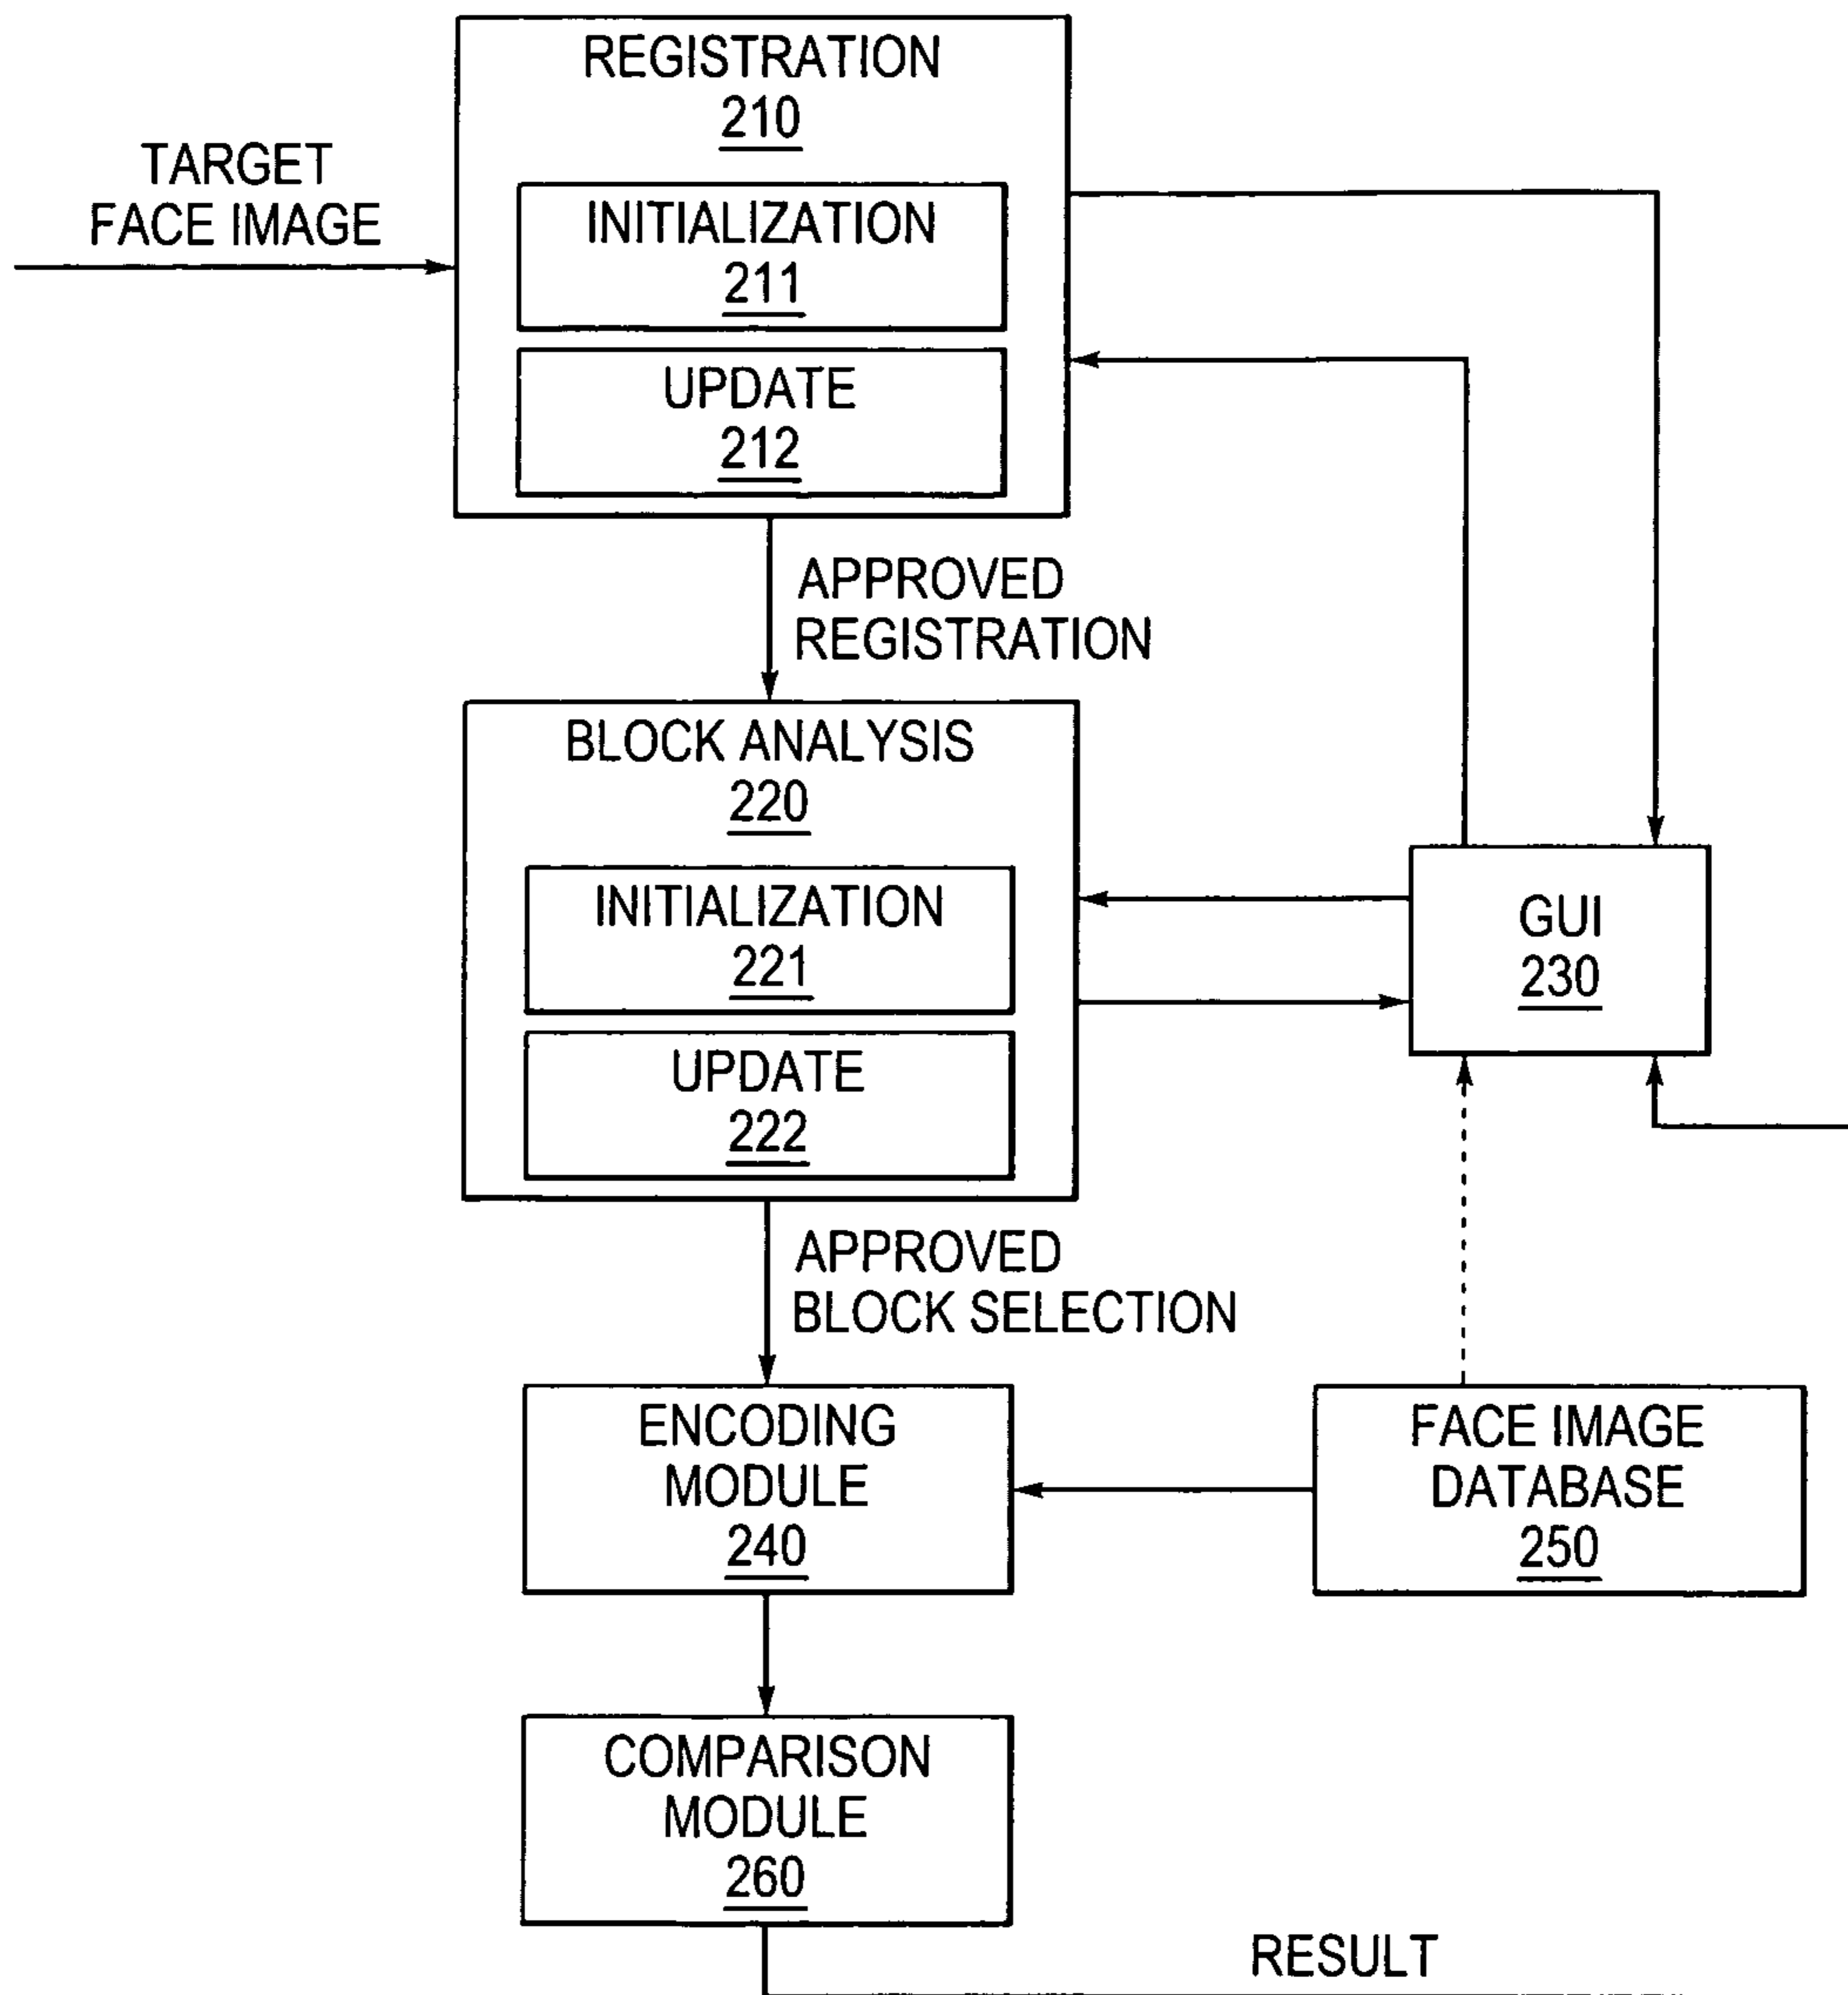 REGISTRATION
210
TARGET
FACE IMAGE
INITIALIZATION
211
UPDATE
212
APPROVED
REGISTRATION
BLOCK ANALYSIS
220
INITIALIZATION
221
UPDATE
222
GUI
230
APPROVED
BLOCK SELECTION
ENCODING
MODULE
240
FACE IMAGE
DATABASE
250
COMPARISON
MODULE
260
RESULT